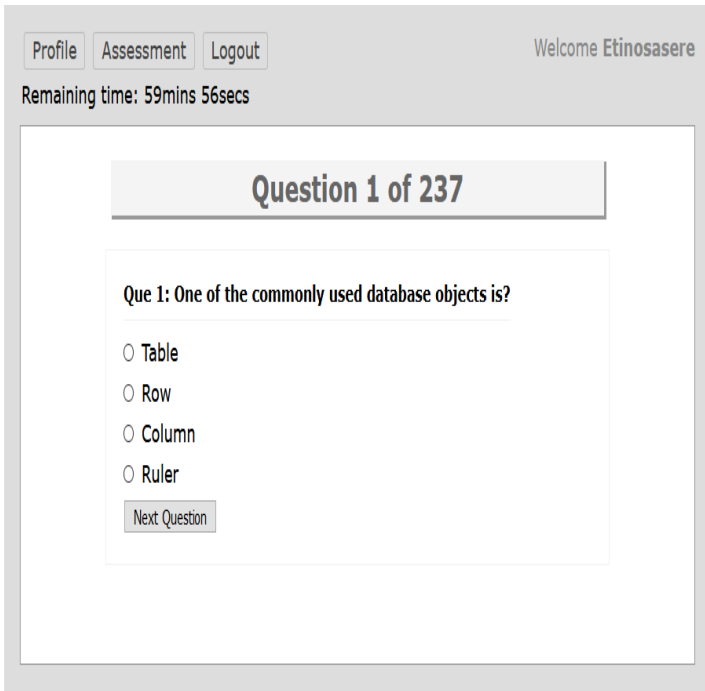 Profile Assessment Logout Welcome Etinosasere
Remaining time: 59mins 56secs
Question 1 of 237
Que 1: One of the commonly used database objects is?
Table
Row
Column
Ruler
Next Question